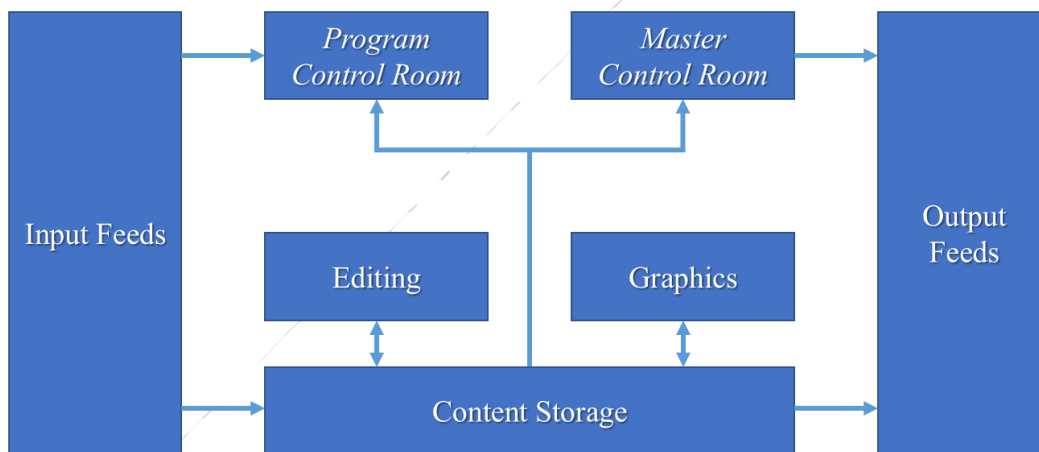 Program
Control Room
Master
Control Room
Input Feeds
Output
Feeds
Editing
Graphics
Content Storage